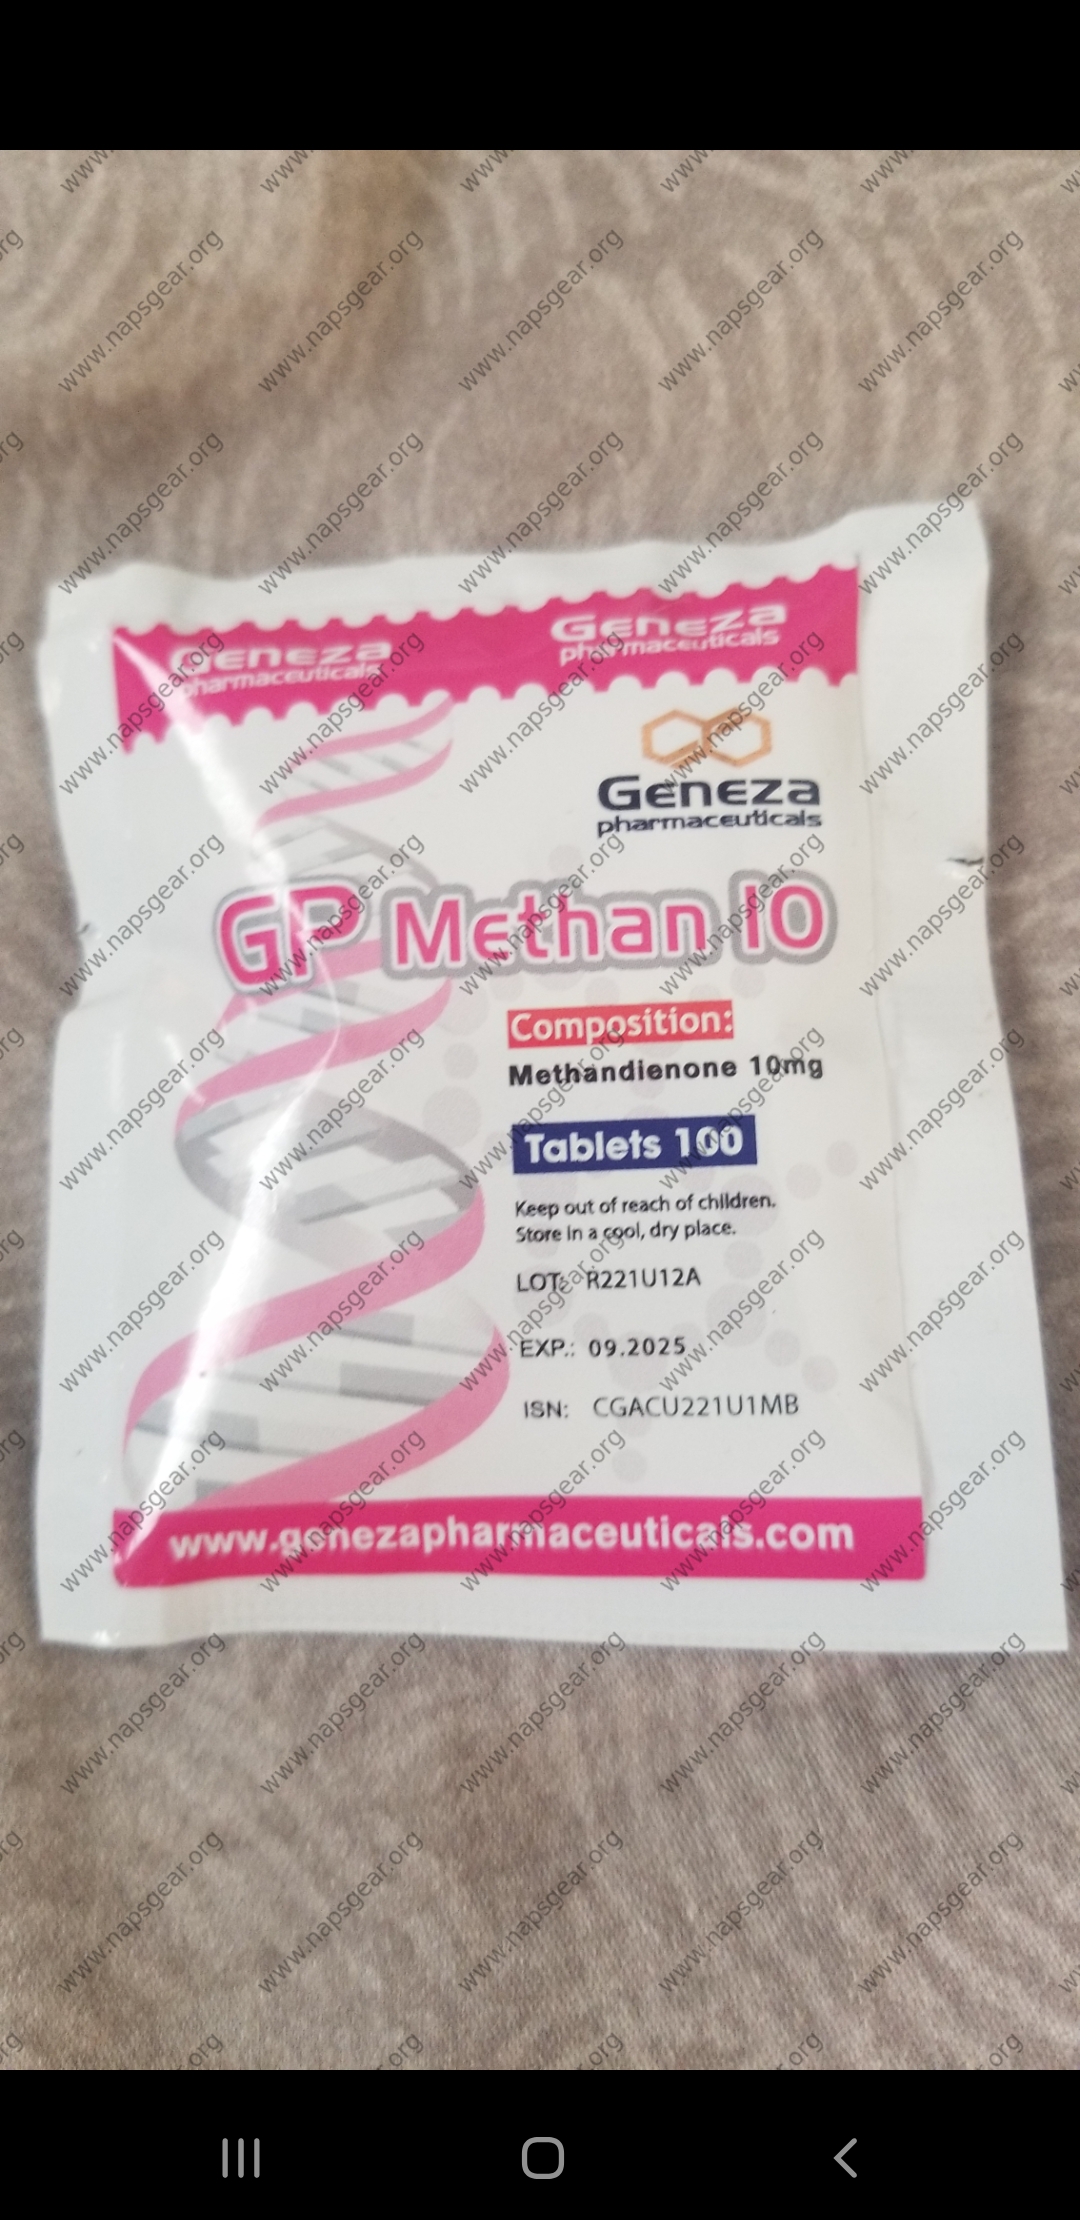 Geneza
pharmaceuticals
Geneza
pharmaceuticals
Geneza
pharmaceuticals
GP Methan 10
Composition:
Methandienone 10mg
Tablets 100
Keep out of reach of children.
Store in a cool, dry place.
LOT: R221U12A
EXP.: 09.2025
ISN: CGACU221U1MB
www.genezapharmaceuticals.com
www.napsgear.org